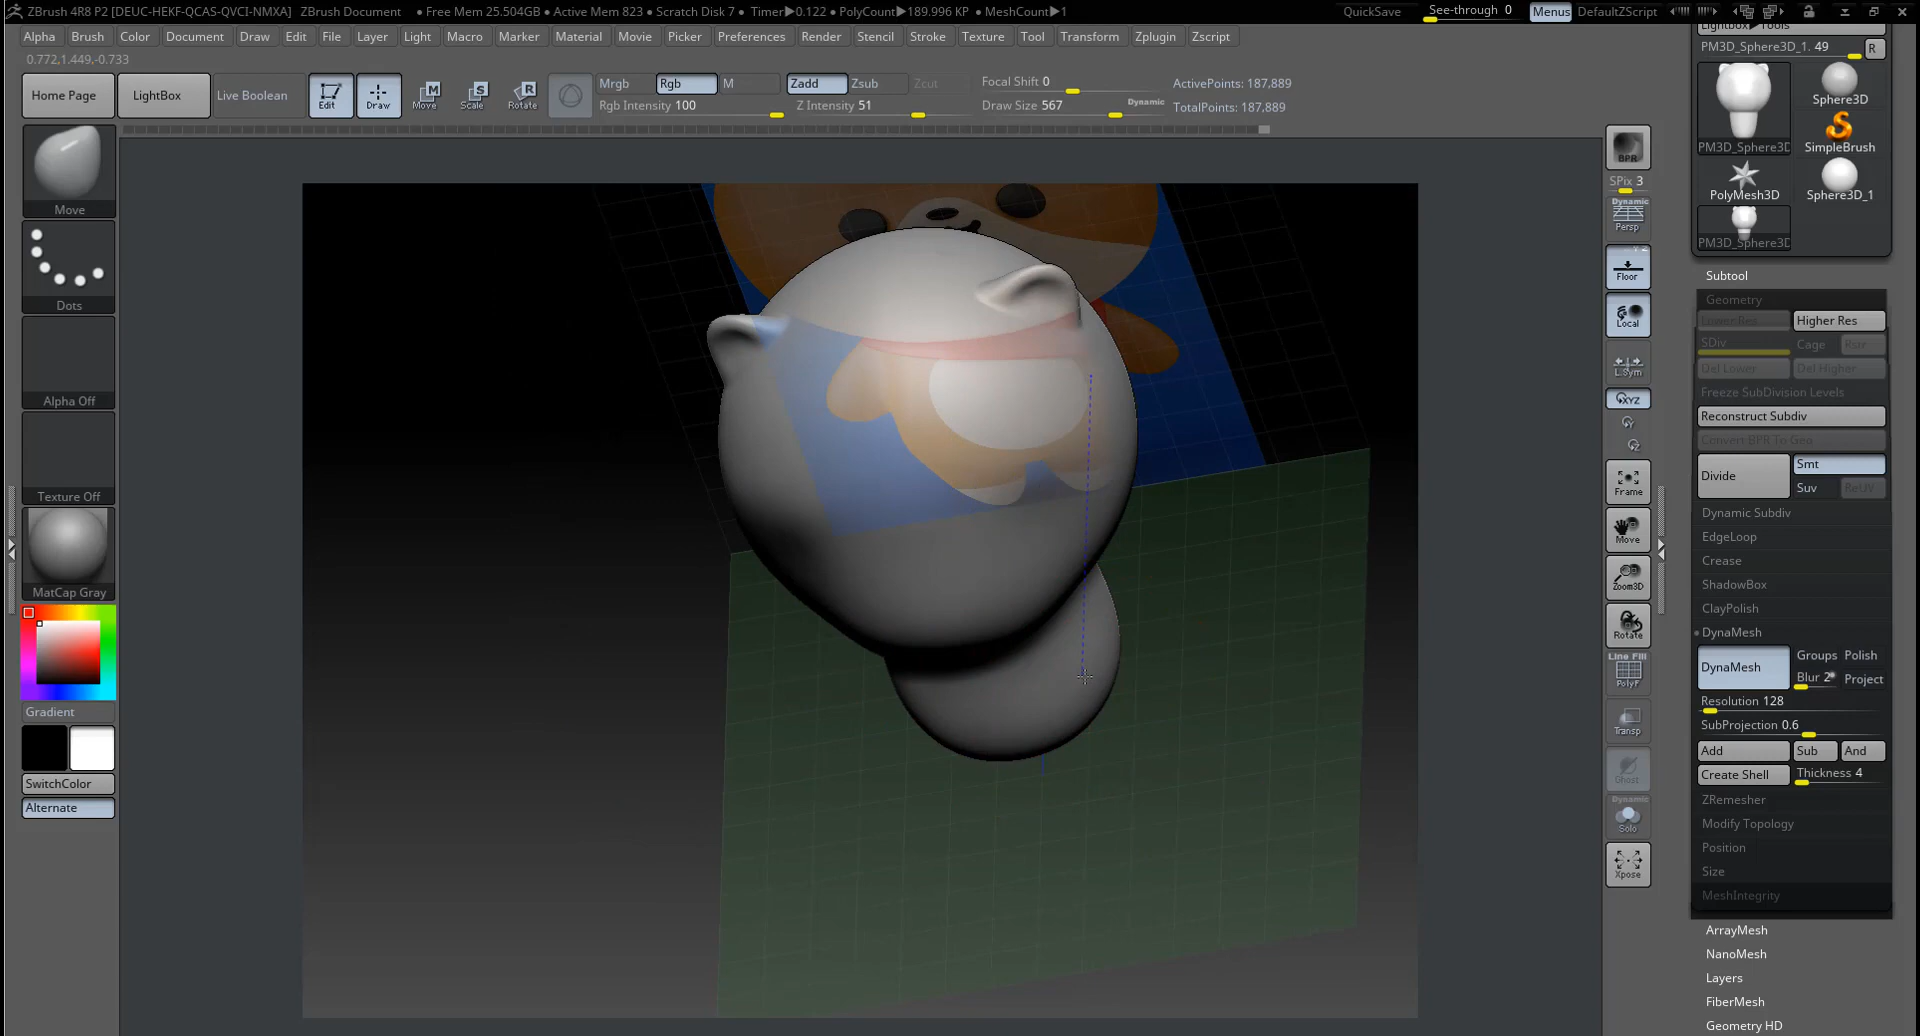 ZBrush 4R8 P2 [DEUC-HEKF-QCAS-QVCI-NMXA] ZBrush Document • Free Mem 25.504GB • Active Mem 823 • Scratch Disk 7 • Timer▶0.122 • PolyCount▶189.996 KP • MeshCount▶1 QuickSave See-through 0 Menus DefaultZScript
Alpha Brush Color Document Draw Edit File Layer Light Macro Marker Material Movie Picker Preferences Render Stencil Stroke Texture Tool Transform Zplugin Zscript
0.772,1.449,-0.733
Home Page LightBox Live Boolean Edit Draw Move Scale Rotate
Mrgb Rgb M Zadd Zsub Zcut Focal Shift 0 ActivePoints: 187,889
Rgb Intensity 100 Z Intensity 51 Draw Size 567 Dynamic TotalPoints: 187,889
Move
Dots
Alpha Off
Texture Off
MatCap Gray
Gradient
SwitchColor
Alternate
BPR
SPix 3
Dynamic
Persp
Floor
Local
L.Sym
XYZ
Frame
Move
Zoom3D
Rotate
Line Fill
PolyF
Transp
Ghost
Dynamic
Solo
Xpose
Lightbox▶Tools
PM3D_Sphere3D_1. 49 R
Sphere3D
PM3D_Sphere3D SimpleBrush
PolyMesh3D Sphere3D_1
PM3D_Sphere3D
Subtool
Geometry
Lower Res Higher Res
SDiv Cage Rstr
Del Lower Del Higher
Freeze SubDivision Levels
Reconstruct Subdiv
Convert BPR To Geo
Divide Smt
Suv ReUV
Dynamic Subdiv
EdgeLoop
Crease
ShadowBox
ClayPolish
DynaMesh
DynaMesh Groups Polish
Blur 2 Project
Resolution 128
SubProjection 0.6
Add Sub And
Create Shell Thickness 4
ZRemesher
Modify Topology
Position
Size
MeshIntegrity
ArrayMesh
NanoMesh
Layers
FiberMesh
Geometry HD